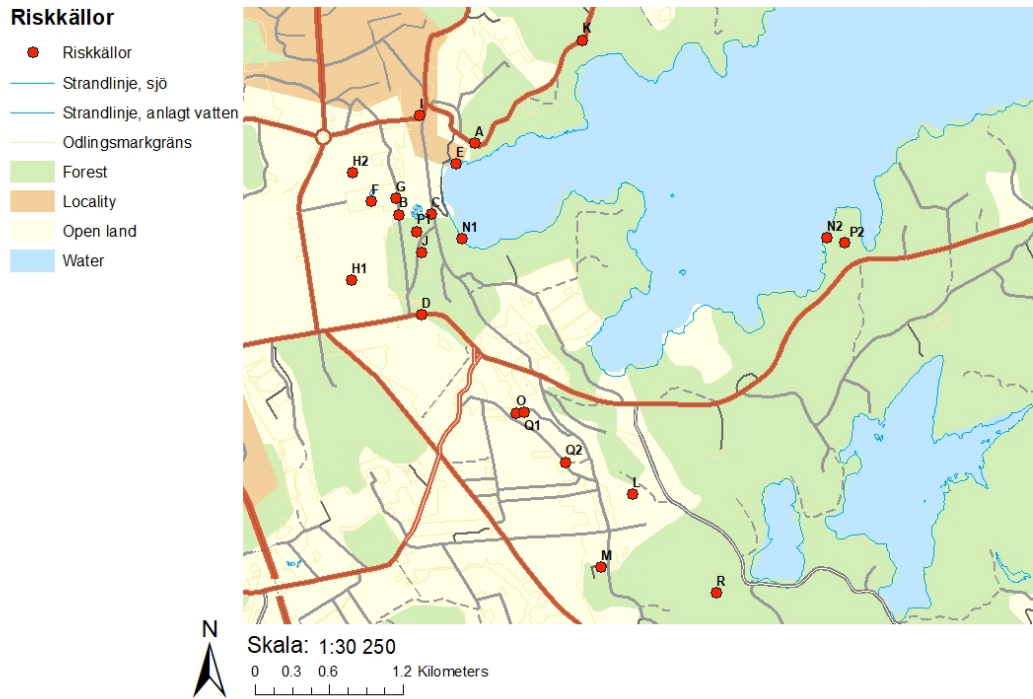 Riskkällor
Riskkällor
Strandlinje, sjö
Strandlinje, anlagt vatten
Odlingsmarkgräns
Forest
Locality
Open land
Water
K
I
A
E
H2
F
G
B
C
P1
N1
J
N2
P2
H1
D
O
Q1
Q2
L
M
R
N
Skala: 1:30 250
0 0.3 0.6 1.2 Kilometers